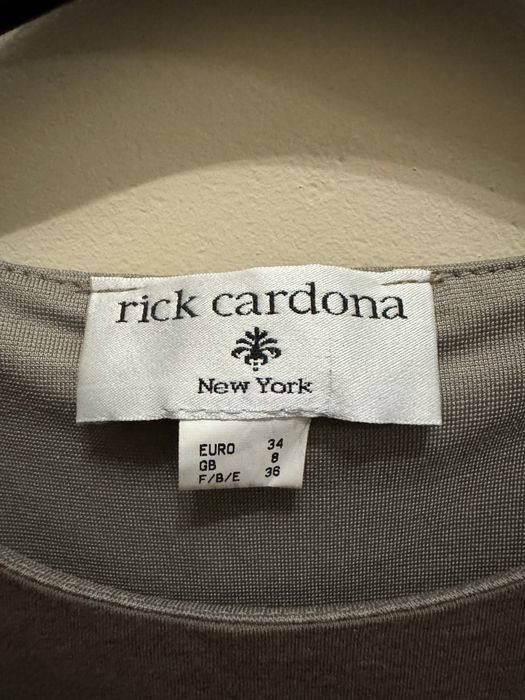 rick cardona
New York
EURO 34
GB 8
F/B/E 36